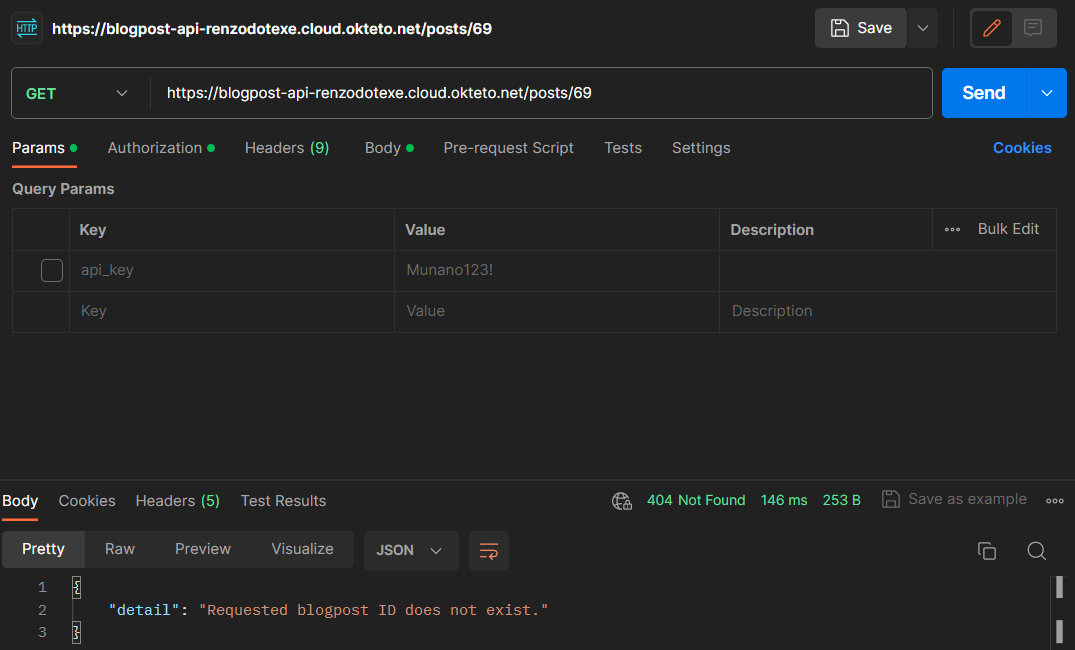 HTTP https://blogpost-api-renzodotexe.cloud.okteto.net/posts/69 Save
GET https://blogpost-api-renzodotexe.cloud.okteto.net/posts/69 Send
Params Authorization Headers (9) Body Pre-request Script Tests Settings Cookies
Query Params
Key Value Description Bulk Edit
api_key Munano123!
Key Value Description
Body Cookies Headers (5) Test Results 404 Not Found 146 ms 253 B Save as example
Pretty Raw Preview Visualize JSON
1 {
2 "detail": "Requested blogpost ID does not exist."
3 }